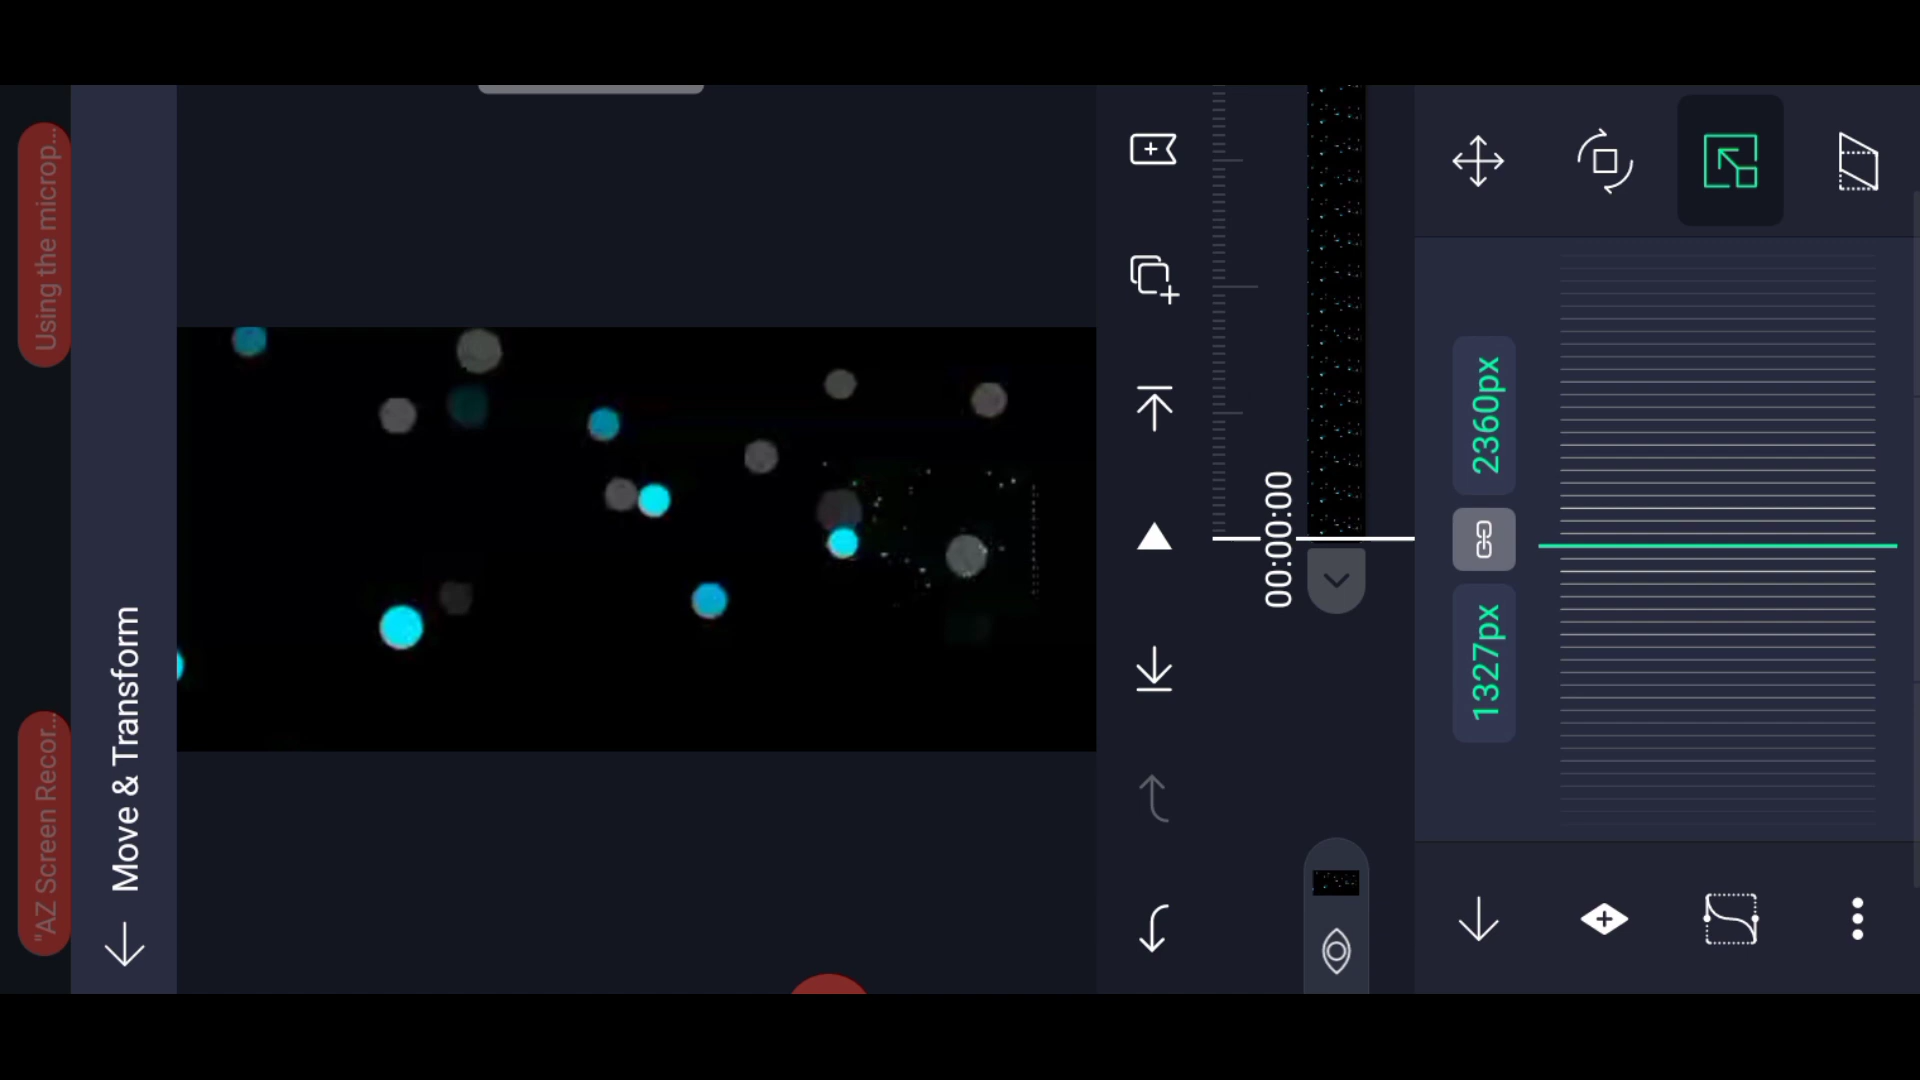 "AZ Screen Recor...
Using the microp...
Move & Transform
00:00:00
1327px
2360px